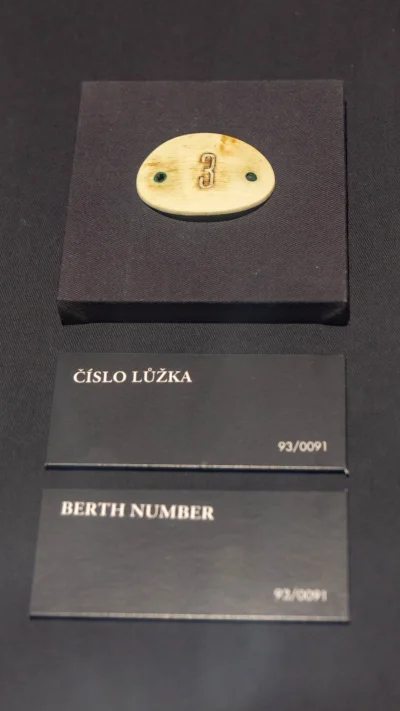 3
ČÍSLO LŮŽKA
93/0091
BERTH NUMBER
93/0091